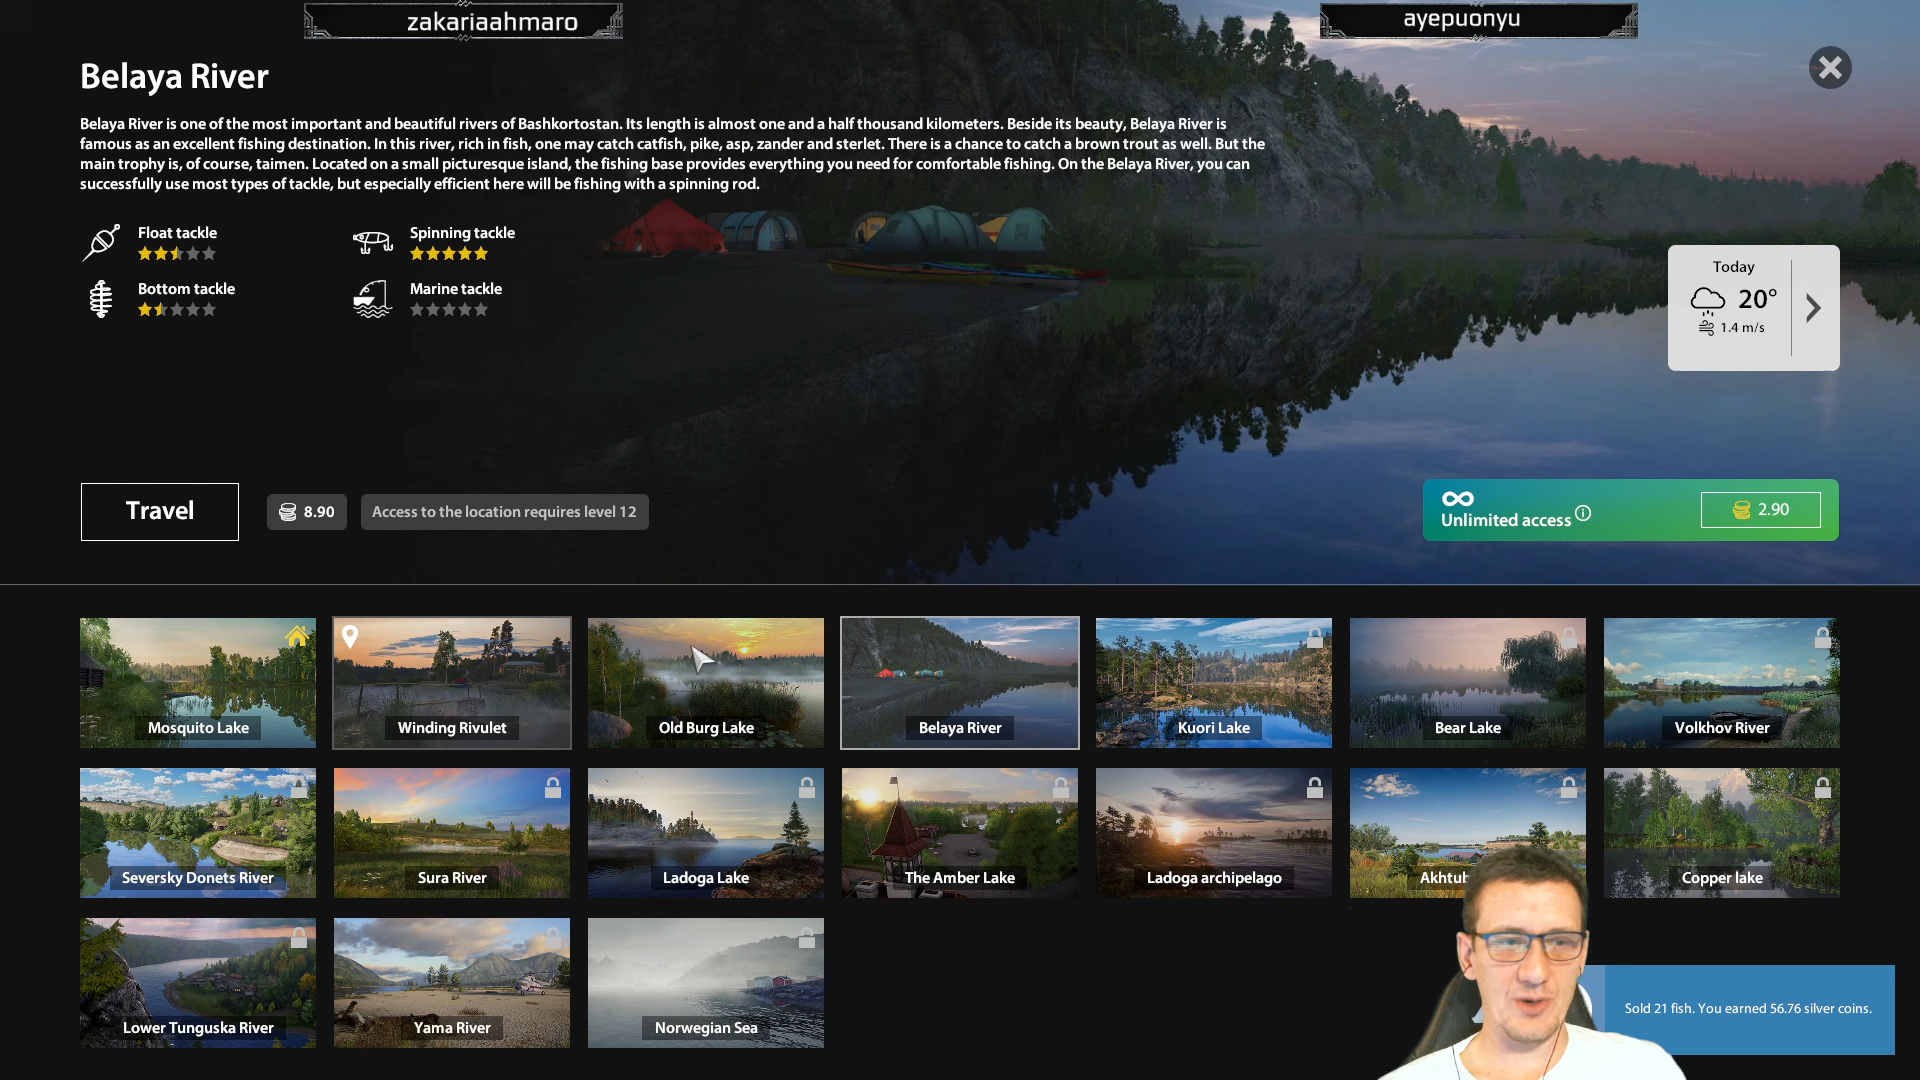 zakariaahmaro
ayepuonyu
Belaya River
Belaya River is one of the most important and beautiful rivers of Bashkortostan. Its length is almost one and a half thousand kilometers. Beside its beauty, Belaya River is
famous as an excellent fishing destination. In this river, rich in fish, one may catch catfish, pike, asp, zander and sterlet. There is a chance to catch a brown trout as well. But the
main trophy is, of course, taimen. Located on a small picturesque island, the fishing base provides everything you need for comfortable fishing. On the Belaya River, you can
successfully use most types of tackle, but especially efficient here will be fishing with a spinning rod.
Float tackle
Spinning tackle
Bottom tackle
Marine tackle
Today
20°
1.4 m/s
Travel
8.90
Access to the location requires level 12
Unlimited access
2.90
Mosquito Lake
Winding Rivulet
Old Burg Lake
Belaya River
Kuori Lake
Bear Lake
Volkhov River
Seversky Donets River
Sura River
Ladoga Lake
The Amber Lake
Ladoga archipelago
Copper lake
Lower Tunguska River
Yama River
Norwegian Sea
Sold 21 fish. You earned 56.76 silver coins.